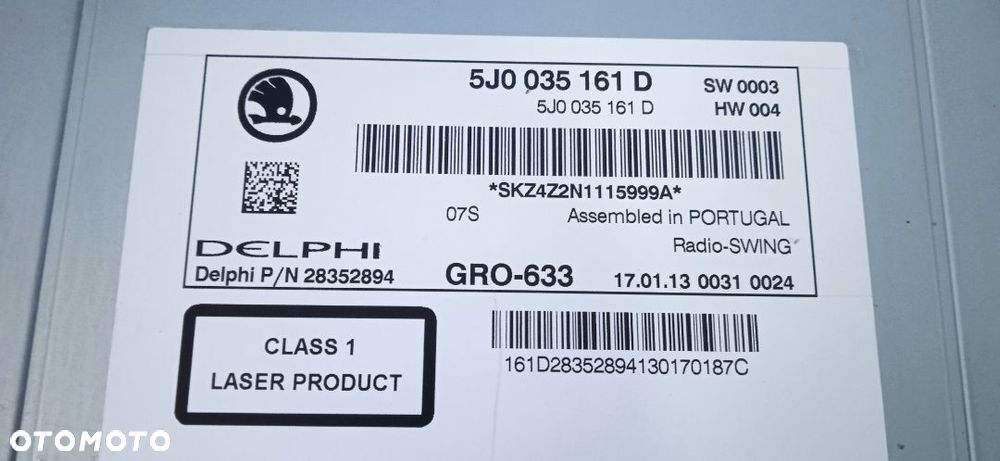 5J0 035 161 D SW 0003
5J0 035 161 D HW 004
*SKZ4Z2N1115999A*
07S Assembled in PORTUGAL
Radio-SWING
DELPHI
Delphi P/N 28352894 GRO-633 17.01.13 0031 0024
CLASS 1
LASER PRODUCT
161D28352894130170187C
OTOMOTO